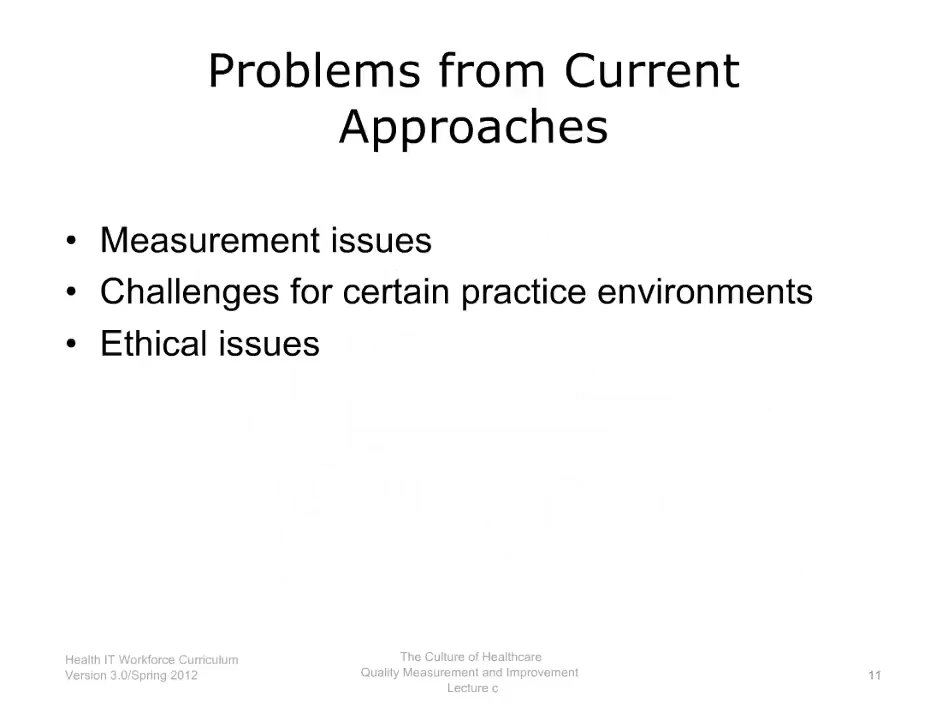 Problems from Current
Approaches
• Measurement issues
• Challenges for certain practice environments
• Ethical issues
Health IT Workforce Curriculum
Version 3.0/Spring 2012
The Culture of Healthcare
Quality Measurement and Improvement
Lecture c
11